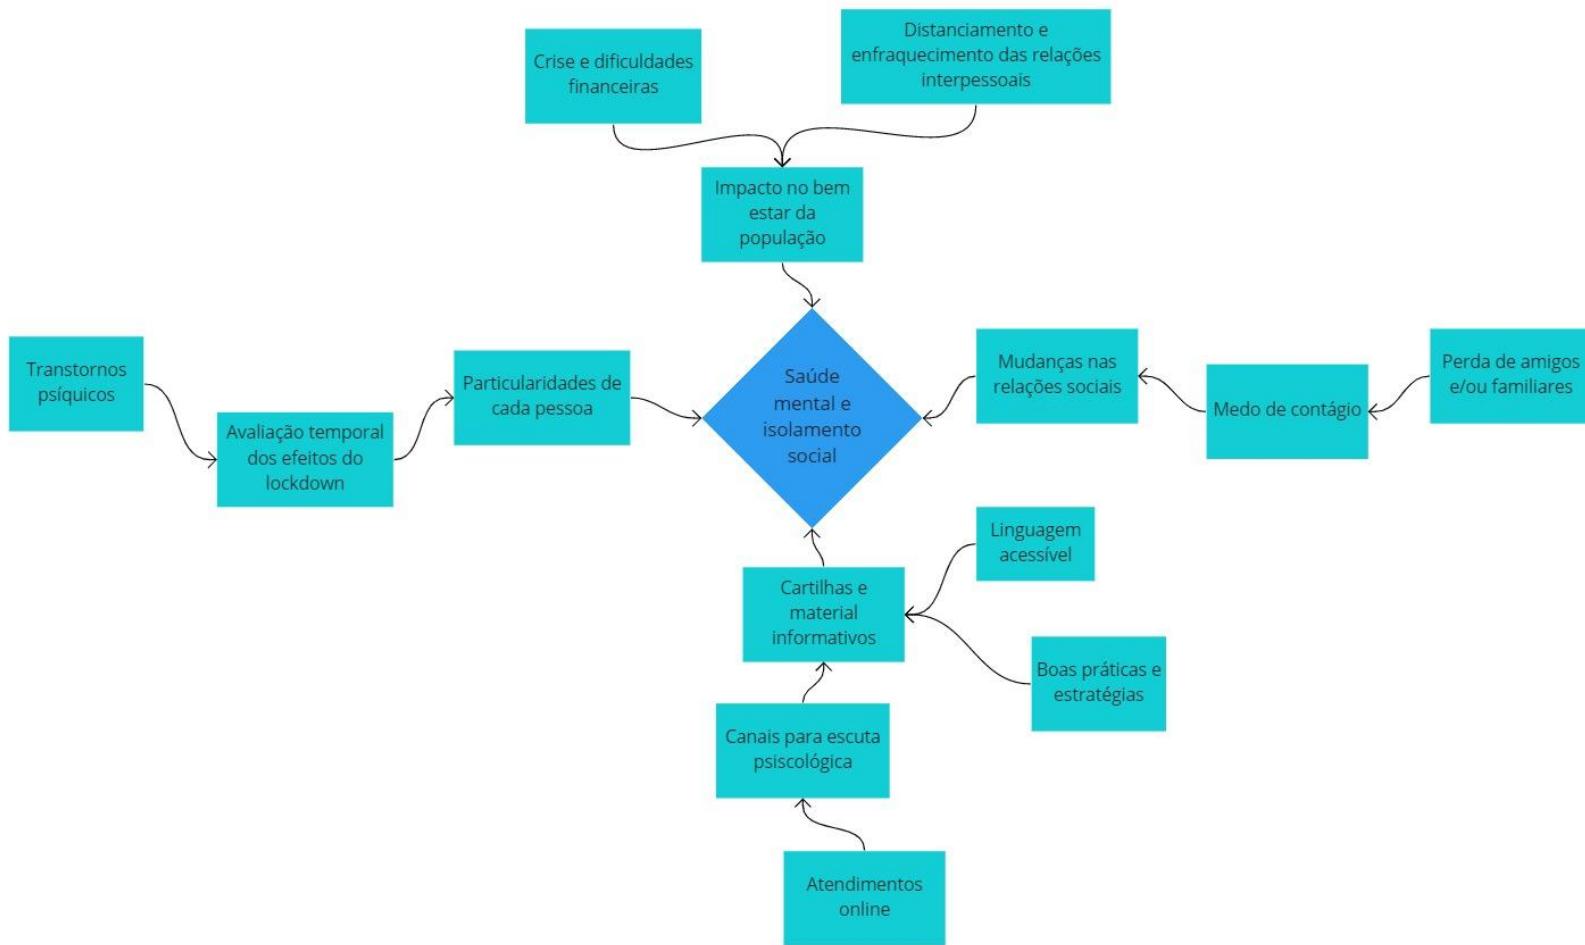 Crise e dificuldades
financeiras
Distanciamento e
enfraquecimento das relações
interpessoais
Impacto no bem
estar da
população
Transtornos
psíquicos
Avaliação temporal
dos efeitos do
lockdown
Particularidades de
cada pessoa
Saúde
mental e
isolamento
social
Mudanças nas
relações sociais
Medo de contágio
Perda de amigos
e/ou familiares
Linguagem
acessível
Cartilhas e
material
informativos
Boas práticas e
estratégias
Canais para escuta
psiscológica
Atendimentos
online